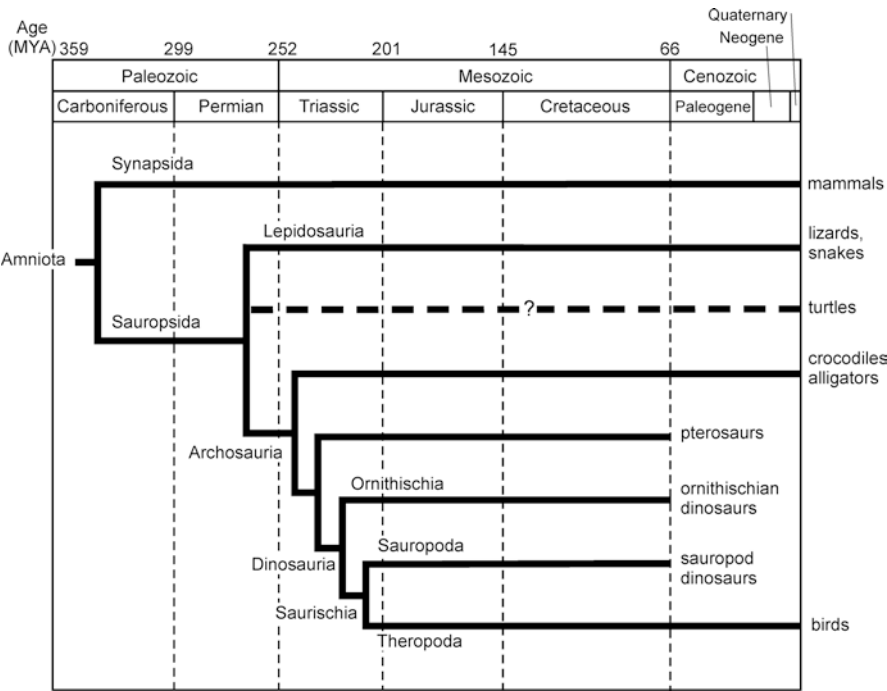 Quaternary
Age
Neogene
(MYA) 359 299 252 201 145 66
Paleozoic Mesozoic Cenozoic
Carboniferous Permian Triassic Jurassic Cretaceous Paleogene
Synapsida
mammals
Lepidosauria
lizards,
snakes
Amniota
?
turtles
Sauropsida
crocodiles
alligators
pterosaurs
Archosauria
Ornithischia
ornithischian
dinosaurs
Sauropoda
sauropod
dinosaurs
Dinosauria
Saurischia
birds
Theropoda